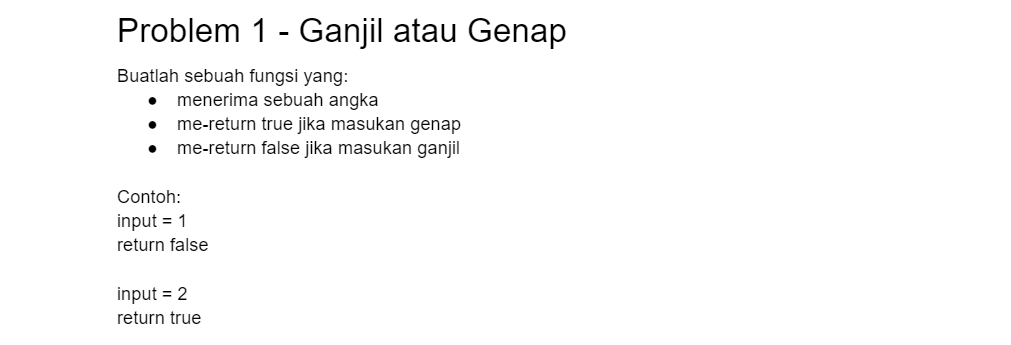 Problem 1 - Ganjil atau Genap
Buatlah sebuah fungsi yang:
● menerima sebuah angka
● me-return true jika masukan genap
● me-return false jika masukan ganjil
Contoh:
input = 1
return false
input = 2
return true